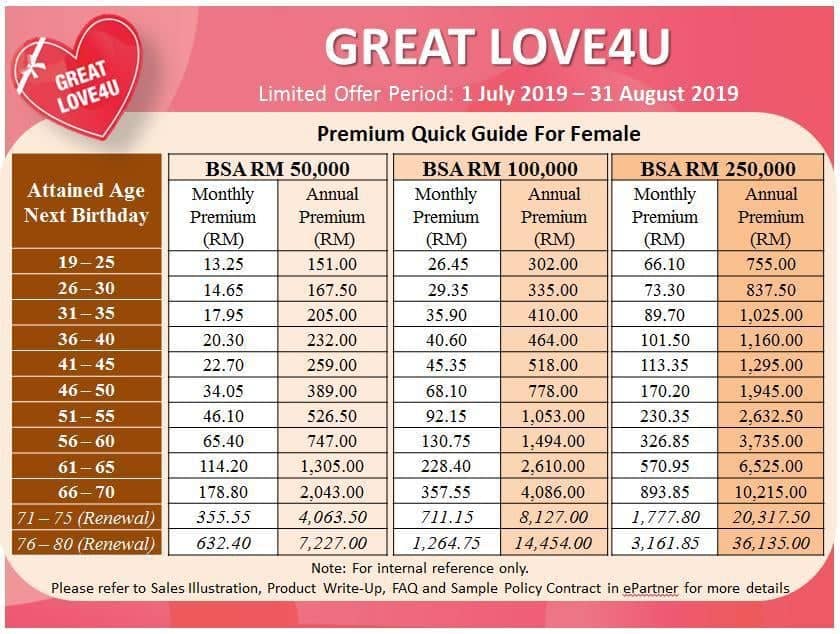 GREAT
LOVE4U
GREAT LOVE4U
Limited Offer Period: 1 July 2019 – 31 August 2019
Premium Quick Guide For Female
Attained Age Next Birthday BSA RM 50,000 BSA RM 100,000 BSA RM 250,000
Monthly Premium (RM) Annual Premium (RM) Monthly Premium (RM) Annual Premium (RM) Monthly Premium (RM) Annual Premium (RM)
19 – 25 13.25 151.00 26.45 302.00 66.10 755.00
26 – 30 14.65 167.50 29.35 335.00 73.30 837.50
31 – 35 17.95 205.00 35.90 410.00 89.70 1,025.00
36 – 40 20.30 232.00 40.60 464.00 101.50 1,160.00
41 – 45 22.70 259.00 45.35 518.00 113.35 1,295.00
46 – 50 34.05 389.00 68.10 778.00 170.20 1,945.00
51 – 55 46.10 526.50 92.15 1,053.00 230.35 2,632.50
56 – 60 65.40 747.00 130.75 1,494.00 326.85 3,735.00
61 – 65 114.20 1,305.00 228.40 2,610.00 570.95 6,525.00
66 – 70 178.80 2,043.00 357.55 4,086.00 893.85 10,215.00
71 – 75 (Renewal) 355.55 4,063.50 711.15 8,127.00 1,777.80 20,317.50
76 – 80 (Renewal) 632.40 7,227.00 1,264.75 14,454.00 3,161.85 36,135.00
Note: For internal reference only.
Please refer to Sales Illustration, Product Write-Up, FAQ and Sample Policy Contract in ePartner for more details